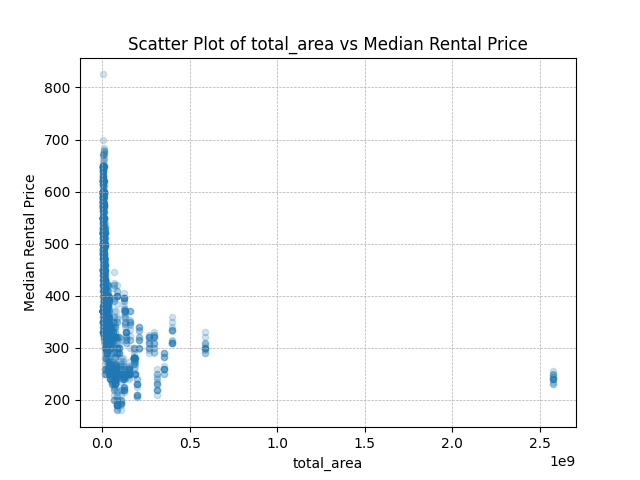 Scatter Plot of total_area vs Median Rental Price
Median Rental Price
800
700
600
500
400
300
200
0.0 0.5 1.0 1.5 2.0 2.5
1e9
total_area